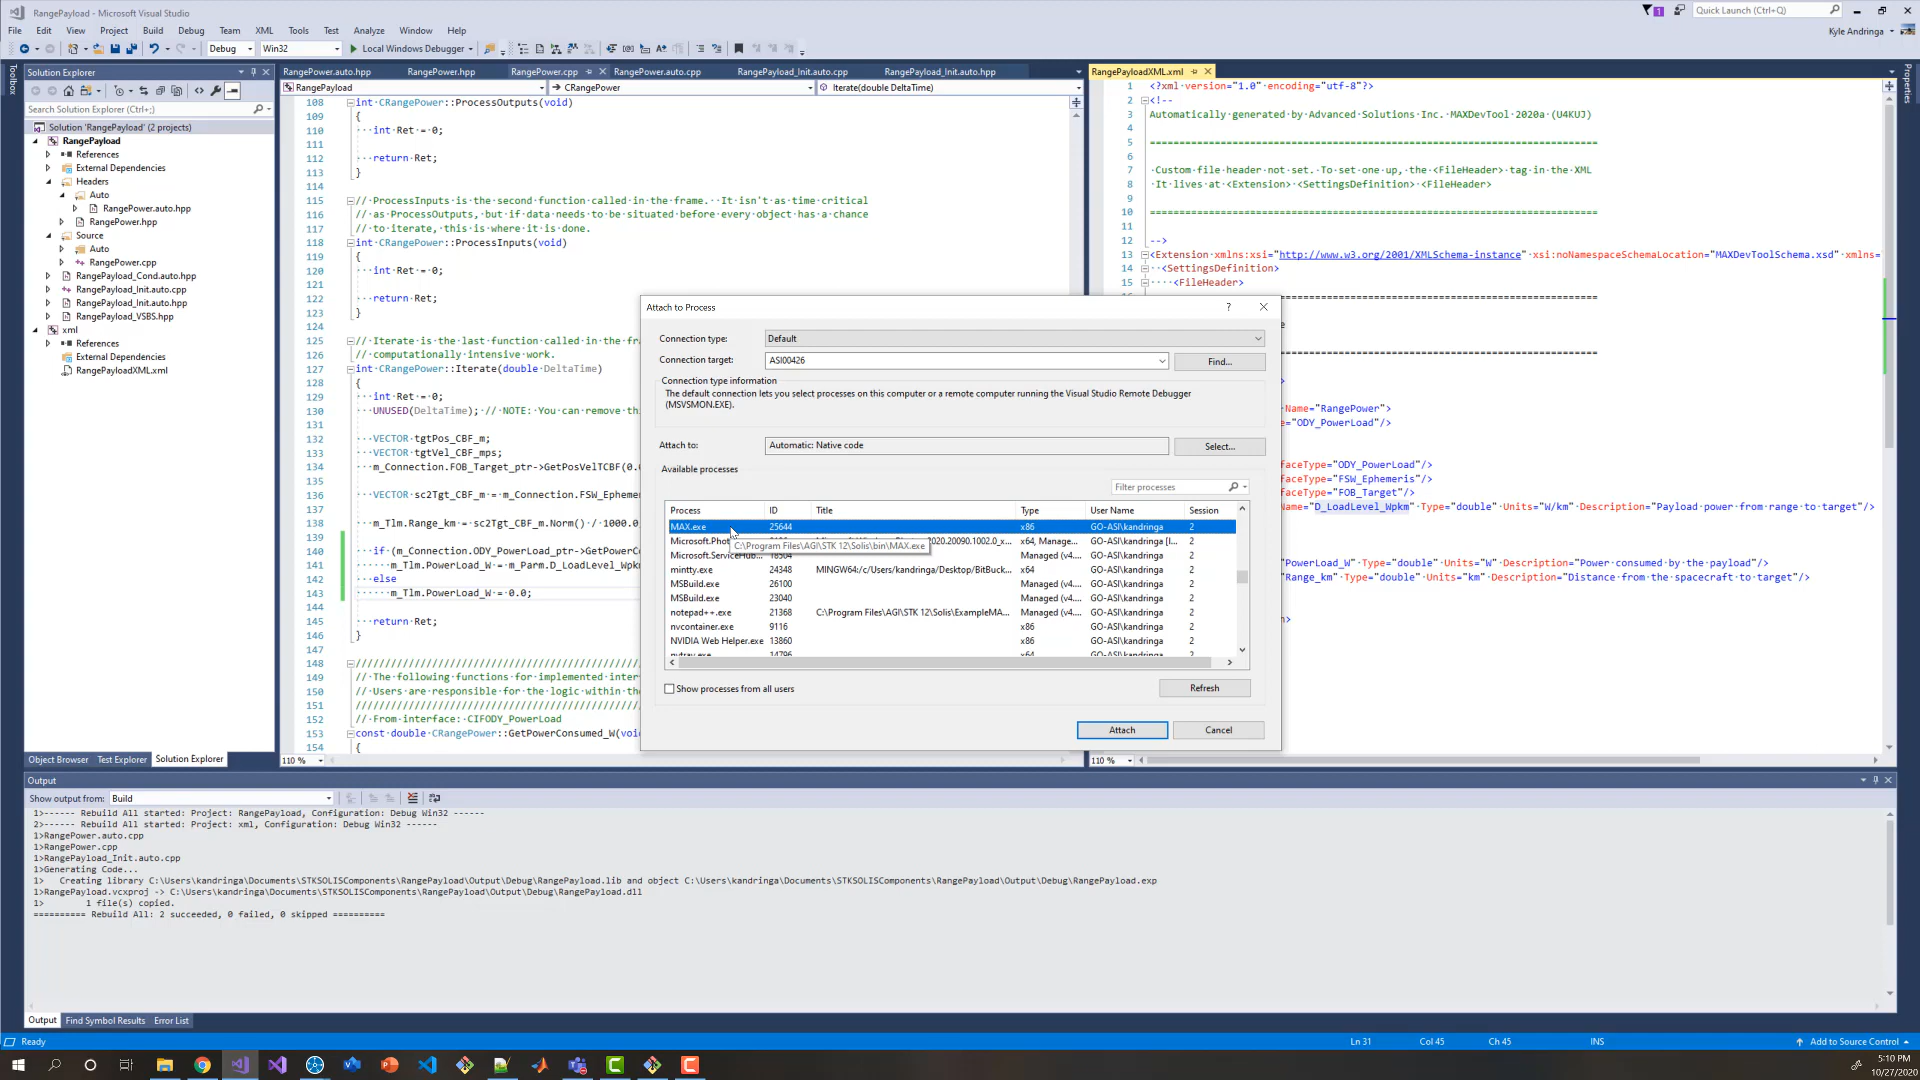 RangePayload - Microsoft Visual Studio
1
Quick Launch (Ctrl+Q)
File Edit View Project Build Debug Team XML Tools Test Analyze Window Help
Kyle Andringa
Debug Win32 Local Windows Debugger
Toolbox
Solution Explorer
Search Solution Explorer (Ctrl+;)
Solution 'RangePayload' (2 projects)
RangePayload
References
External Dependencies
Headers
Auto
RangePower.auto.hpp
RangePower.hpp
Source
Auto
RangePower.cpp
RangePayload_Cond.auto.hpp
RangePayload_Init.auto.cpp
RangePayload_Init.auto.hpp
RangePayload_VSBS.hpp
xml
References
External Dependencies
RangePayloadXML.xml
Object Browser Test Explorer Solution Explorer
RangePower.auto.hpp RangePower.hpp RangePower.cpp RangePower.auto.cpp RangePayload_Init.auto.cpp RangePayload_Init.auto.hpp
RangePayload CRangePower Iterate(double DeltaTime)
108 int·CRangePower::ProcessOutputs(void)
109 {
110 ···int·Ret·=·0;
111
112 ···return·Ret;
113 }
114
115 //·ProcessInputs·is·the·second·function·called·in·the·frame.··It·isn't·as·time·critical
116 //·as·ProcessOutputs,·but·if·data·needs·to·be·situated·before·every·object·has·a·chance
117 //·to·iterate,·this·is·where·it·is·done.
118 int·CRangePower::ProcessInputs(void)
119 {
120 ···int·Ret·=·0;
121
122 ···return·Ret;
123 }
124
125 //·Iterate·is·the·last·function·called·in·the·fr
126 //·computationally·intensive·work.
127 int·CRangePower::Iterate(double·DeltaTime)
128 {
129 ···int·Ret·=·0;
130 ···UNUSED(DeltaTime);·//·NOTE:·You·can·remove·th
131
132 ···VECTOR·tgtPos_CBF_m;
133 ···VECTOR·tgtVel_CBF_mps;
134 ···m_Connection.FOB_Target_ptr->GetPosVelTCBF(0.
135
136 ···VECTOR·sc2Tgt_CBF_m·=·m_Connection.FSW_Ephem
137
138 ···m_Tlm.Range_km·=·sc2Tgt_CBF_m.Norm()·/·1000.
139
140 ···if·(m_Connection.ODY_PowerLoad_ptr->GetPowerC
141 ······m_Tlm.PowerLoad_W·=·m_Parm.D_LoadLevel_Wpk
142 ···else
143 ······m_Tlm.PowerLoad_W·=·0.0;
144
145 ···return·Ret;
146 }
147
148 /////////////////////////////////////////////////
149 //·The·following·functions·for·implemented·inter
150 //·Users·are·responsible·for·the·logic·within·th
151 /////////////////////////////////////////////////
152 //·From·interface:·CIFODY_PowerLoad
153 const·double·CRangePower::GetPowerConsumed_W(voi
154 {
110 %
RangePayloadXML.xml
Properties
1 <?xml·version="1.0"·encoding="utf-8"?>
2 <!--
3 Automatically·generated·by·Advanced·Solutions·Inc.·MAXDevTool·2020a·(U4KUJ)
4
5 ===========================================================================
6
7 ·Custom·file·header·not·set.·To·set·one·up,·the·<FileHeader>·tag·in·the·XML
8 ·It·lives·at·<Extension>·<SettingsDefinition>·<FileHeader>
9
10 ===========================================================================
11
12 -->
13 <Extension·xmlns:xsi="http://www.w3.org/2001/XMLSchema-instance"·xsi:noNamespaceSchemaLocation="MAXDevToolSchema.xsd"·xmlns=
14 ··<SettingsDefinition>
15 ····<FileHeader>
=====================================================
e
=====================================================
>
Name="RangePower">
="ODY_PowerLoad"/>
faceType="ODY_PowerLoad"/>
faceType="FSW_Ephemeris"/>
faceType="FOB_Target"/>
ame="D_LoadLevel_Wpkm"·Type="double"·Units="W/km"·Description="Payload·power·from·range·to·target"/>
PowerLoad_W"·Type="double"·Units="W"·Description="Power·consumed·by·the·payload"/>
Range_km"·Type="double"·Units="km"·Description="Distance·from·the·spacecraft·to·target"/>
n>
110 %
Attach to Process
?
Connection type: Default
Connection target: ASI00426 Find...
Connection type information
The default connection lets you select processes on this computer or a remote computer running the Visual Studio Remote Debugger
(MSVSMON.EXE).
Attach to: Automatic: Native code Select...
Available processes
Filter processes
Process ID Title Type User Name Session
MAX.exe 25644 x86 GO-ASI\kandringa 2
Microsoft.Phot 2020.20090.1002.0_x... x64, Manage... GO-ASI\kandringa [l... 2
C:\Program Files\AGI\STK 12\Solis\bin\MAX.exe
Microsoft.ServiceHub... 18504 Managed (v4.... GO-ASI\kandringa 2
mintty.exe 24348 MINGW64:/c/Users/kandringa/Desktop/BitBuck... x64 GO-ASI\kandringa 2
MSBuild.exe 26100 Managed (v4.... GO-ASI\kandringa 2
MSBuild.exe 23040 Managed (v4.... GO-ASI\kandringa 2
notepad++.exe 21368 C:\Program Files\AGI\STK 12\Solis\ExampleMA... Managed (v4.... GO-ASI\kandringa 2
nvcontainer.exe 9116 x86 GO-ASI\kandringa 2
NVIDIA Web Helper.exe 13860 x86 GO-ASI\kandringa 2
nvtray.exe 14796 x64 GO-ASI\kandringa 2
Show processes from all users Refresh
Attach Cancel
Output
Show output from: Build
1>------ Rebuild All started: Project: RangePayload, Configuration: Debug Win32 ------
2>------ Rebuild All started: Project: xml, Configuration: Debug Win32 ------
1>RangePower.auto.cpp
1>RangePower.cpp
1>RangePayload_Init.auto.cpp
1>Generating Code...
1> Creating library C:\Users\kandringa\Documents\STKSOLISComponents\RangePayload\Output\Debug\RangePayload.lib and object C:\Users\kandringa\Documents\STKSOLISComponents\RangePayload\Output\Debug\RangePayload.exp
1>RangePayload.vcxproj -> C:\Users\kandringa\Documents\STKSOLISComponents\RangePayload\Output\Debug\RangePayload.dll
1> 1 file(s) copied.
========== Rebuild All: 2 succeeded, 0 failed, 0 skipped ==========
Output Find Symbol Results Error List
Ready Ln 31 Col 45 Ch 45 INS Add to Source Control
5:10 PM
10/27/2020